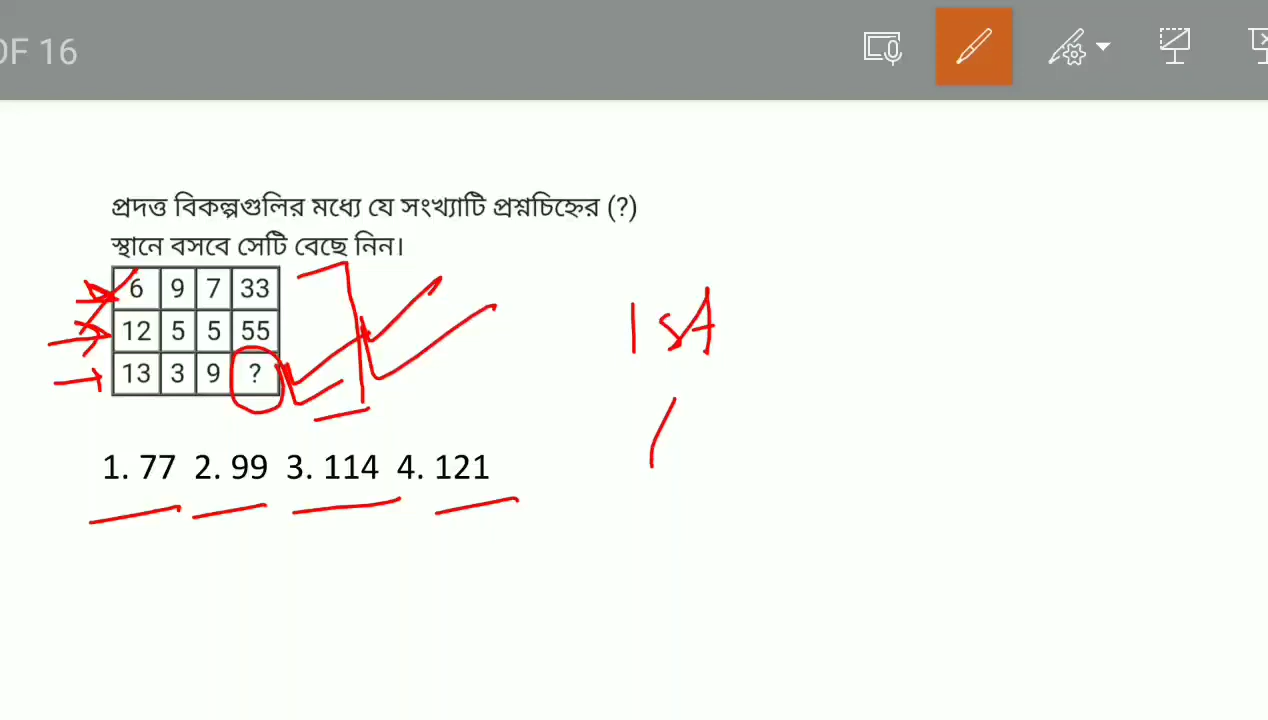 OF 16
প্রদত্ত বিকল্পগুলির মধ্যে যে সংখ্যাটি প্রশ্নচিহ্নের (?)
স্থানে বসবে সেটি বেছে নিন।
6 9 7 33
12 5 5 55
13 3 9 ?
1. 77 2. 99 3. 114 4. 121